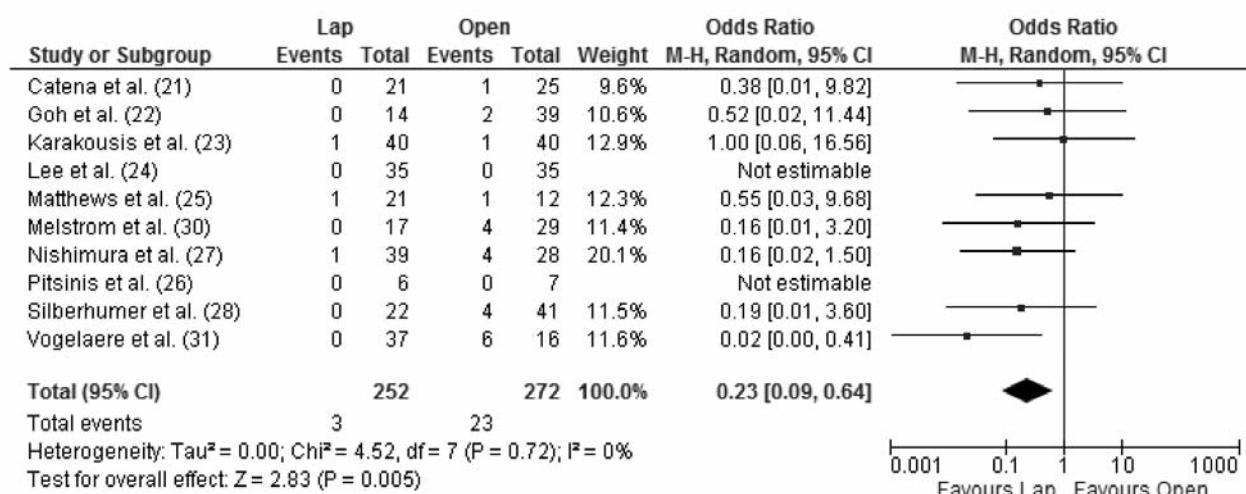 Lap Open Odds Ratio Odds Ratio
Study or Subgroup Events Total Events Total Weight M-H, Random, 95% CI M-H, Random, 95% CI
Catena et al. (21) 0 21 1 25 9.6% 0.38 [0.01, 9.82]
Goh et al. (22) 0 14 2 39 10.6% 0.52 [0.02, 11.44]
Karakousis et al. (23) 1 40 1 40 12.9% 1.00 [0.06, 16.56]
Lee et al. (24) 0 35 0 35 Not estimable
Matthews et al. (25) 1 21 1 12 12.3% 0.55 [0.03, 9.68]
Melstrom et al. (30) 0 17 4 29 11.4% 0.16 [0.01, 3.20]
Nishimura et al. (27) 1 39 4 28 20.1% 0.16 [0.02, 1.50]
Pitsinis et al. (26) 0 6 0 7 Not estimable
Silberhumer et al. (28) 0 22 4 41 11.5% 0.19 [0.01, 3.60]
Vogelaere et al. (31) 0 37 6 16 11.6% 0.02 [0.00, 0.41]
Total (95% CI) 252 272 100.0% 0.23 [0.09, 0.64]
Total events 3 23
Heterogeneity: Tau² = 0.00; Chi² = 4.52, df = 7 (P = 0.72); I² = 0%
Test for overall effect: Z = 2.83 (P = 0.005)
0.001 0.1 1 10 1000
Favours Lap Favours Open